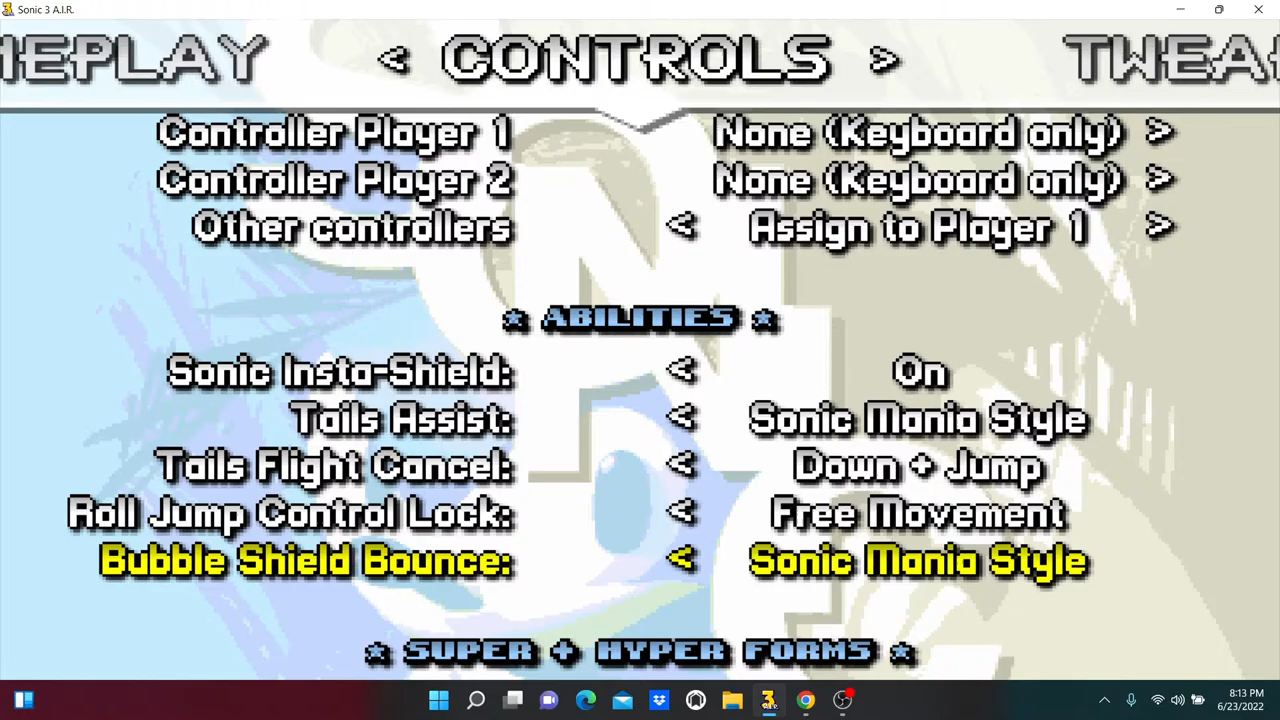 Sonic 3 A.I.R.
MEPLAY < CONTROLS > TWEA
Controller Player 1 None (Keyboard only) >
Controller Player 2 None (Keyboard only) >
Other controllers < Assign to Player 1 >
★ ABILITIES ★
Sonic Insta-Shield: < On
Tails Assist: < Sonic Mania Style
Tails Flight Cancel: < Down + Jump
Roll Jump Control Lock: < Free Movement
Bubble Shield Bounce: < Sonic Mania Style
★ SUPER + HYPER FORMS ★
8:13 PM
6/23/2022